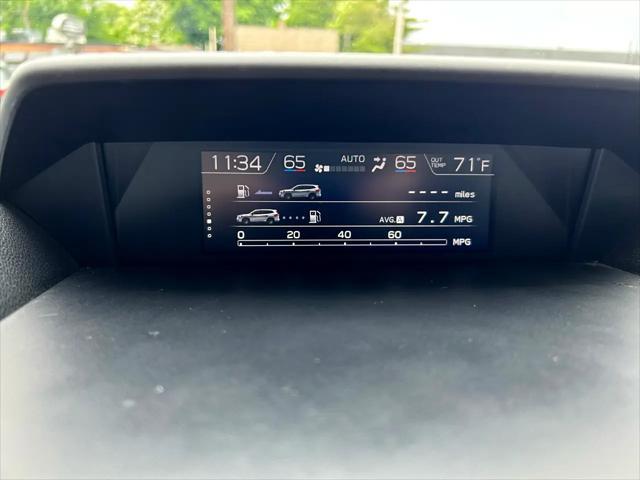 11:34 65 AUTO 65 OUT TEMP 71°F
---- miles
AVG. A 7.7 MPG
0 20 40 60 MPG